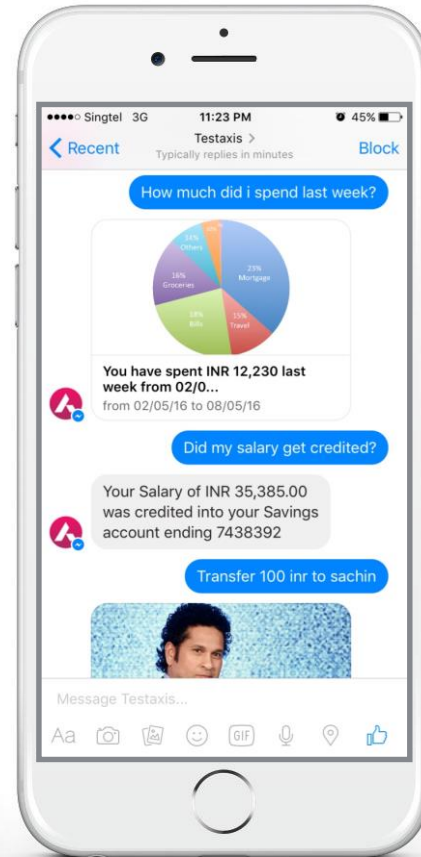 Singtel 3G 11:23 PM 45%
Recent Testaxis > Block
Typically replies in minutes
How much did i spend last week?
Others
23%
Mortgage
16%
Groceries
15%
Travel
Bills
You have spent INR 12,230 last
week from 02/0...
from 02/05/16 to 08/05/16
Did my salary get credited?
Your Salary of INR 35,385.00
was credited into your Savings
account ending 7438392
Transfer 100 inr to sachin
Message Testaxis...
Aa GIF